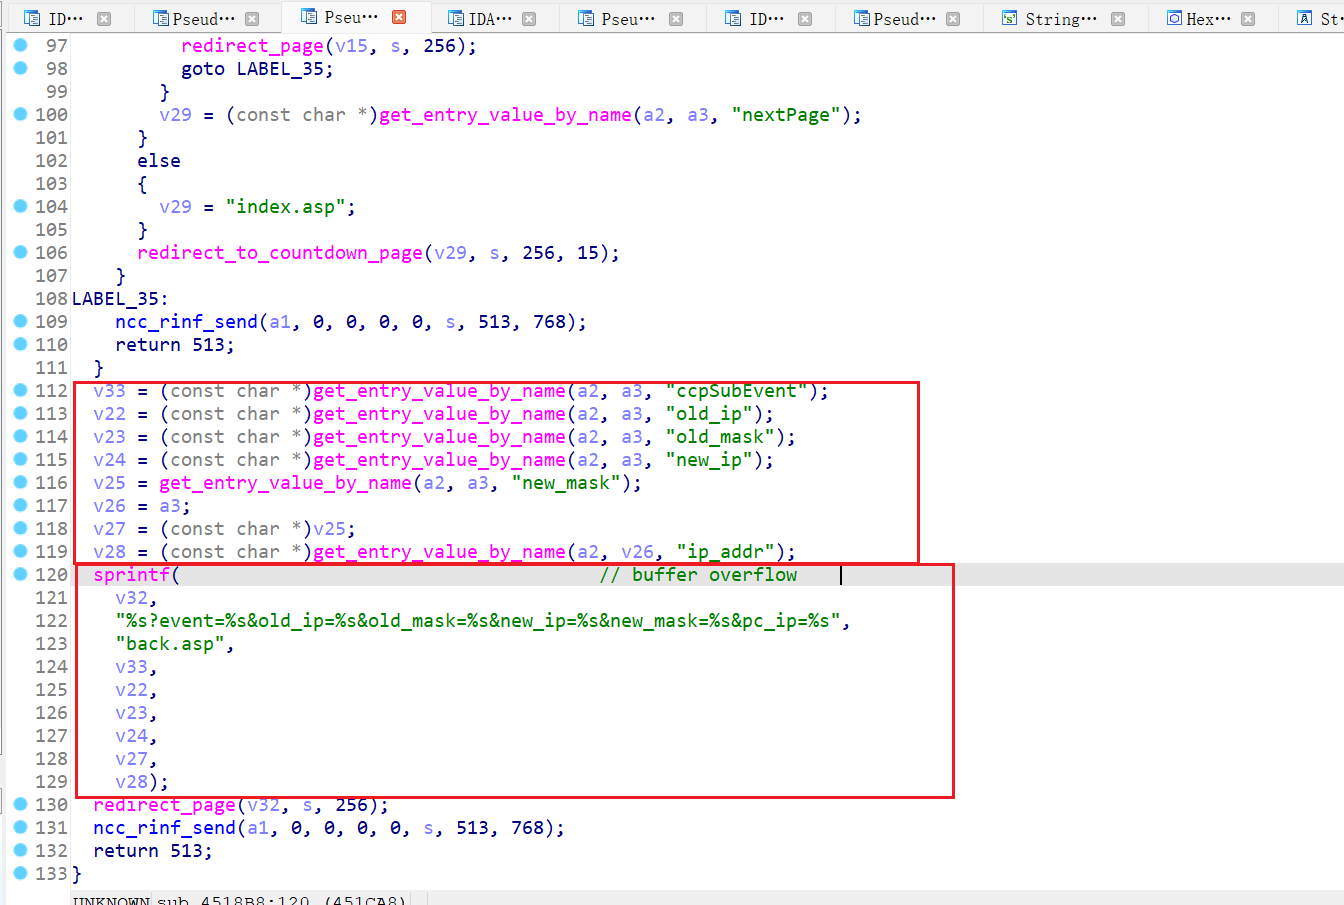 ID··· Pseud··· Pseu··· IDA··· Pseu··· ID··· Pseud··· String··· Hex··· St
97 redirect_page(v15, s, 256);
98 goto LABEL_35;
99 }
100 v29 = (const char *)get_entry_value_by_name(a2, a3, "nextPage");
101 }
102 else
103 {
104 v29 = "index.asp";
105 }
106 redirect_to_countdown_page(v29, s, 256, 15);
107 }
108 LABEL_35:
109 ncc_rinf_send(a1, 0, 0, 0, 0, s, 513, 768);
110 return 513;
111 }
112 v33 = (const char *)get_entry_value_by_name(a2, a3, "ccpSubEvent");
113 v22 = (const char *)get_entry_value_by_name(a2, a3, "old_ip");
114 v23 = (const char *)get_entry_value_by_name(a2, a3, "old_mask");
115 v24 = (const char *)get_entry_value_by_name(a2, a3, "new_ip");
116 v25 = get_entry_value_by_name(a2, a3, "new_mask");
117 v26 = a3;
118 v27 = (const char *)v25;
119 v28 = (const char *)get_entry_value_by_name(a2, v26, "ip_addr");
120 sprintf( // buffer overflow
121 v32,
122 "%s?event=%s&old_ip=%s&old_mask=%s&new_ip=%s&new_mask=%s&pc_ip=%s",
123 "back.asp",
124 v33,
125 v22,
126 v23,
127 v24,
128 v27,
129 v28);
130 redirect_page(v32, s, 256);
131 ncc_rinf_send(a1, 0, 0, 0, 0, s, 513, 768);
132 return 513;
133 }
UNKNOWN sub_4518B8:120 (451CA8)